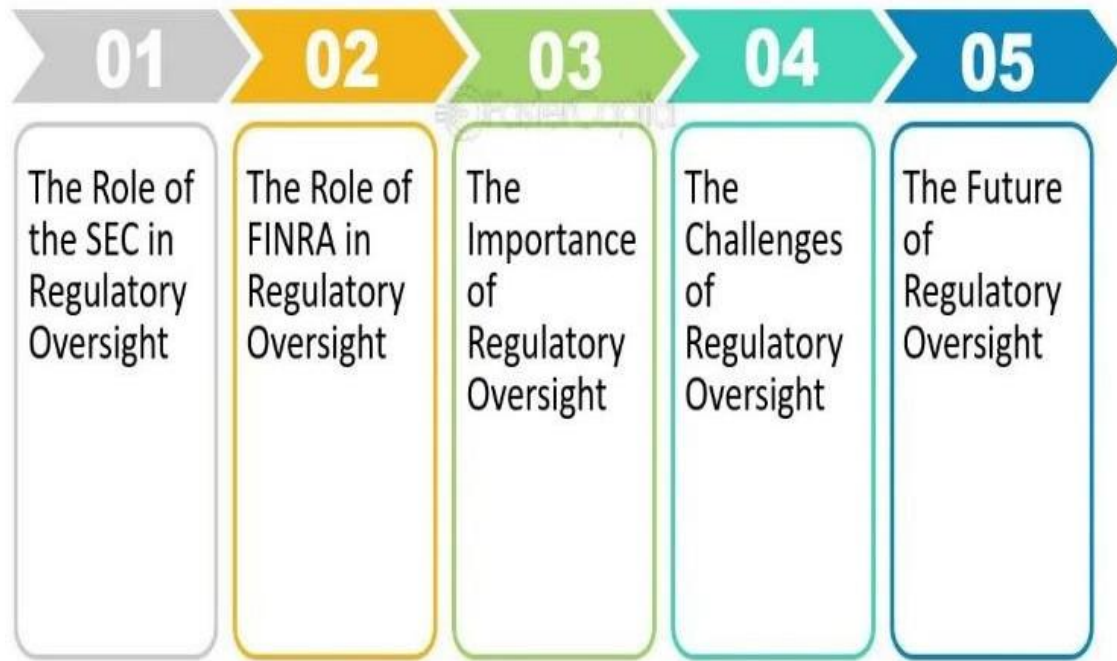 01
02
03
04
05
The Role of
the SEC in
Regulatory
Oversight
The Role of
FINRA in
Regulatory
Oversight
The
Importance
of
Regulatory
Oversight
The
Challenges
of
Regulatory
Oversight
The Future
of
Regulatory
Oversight